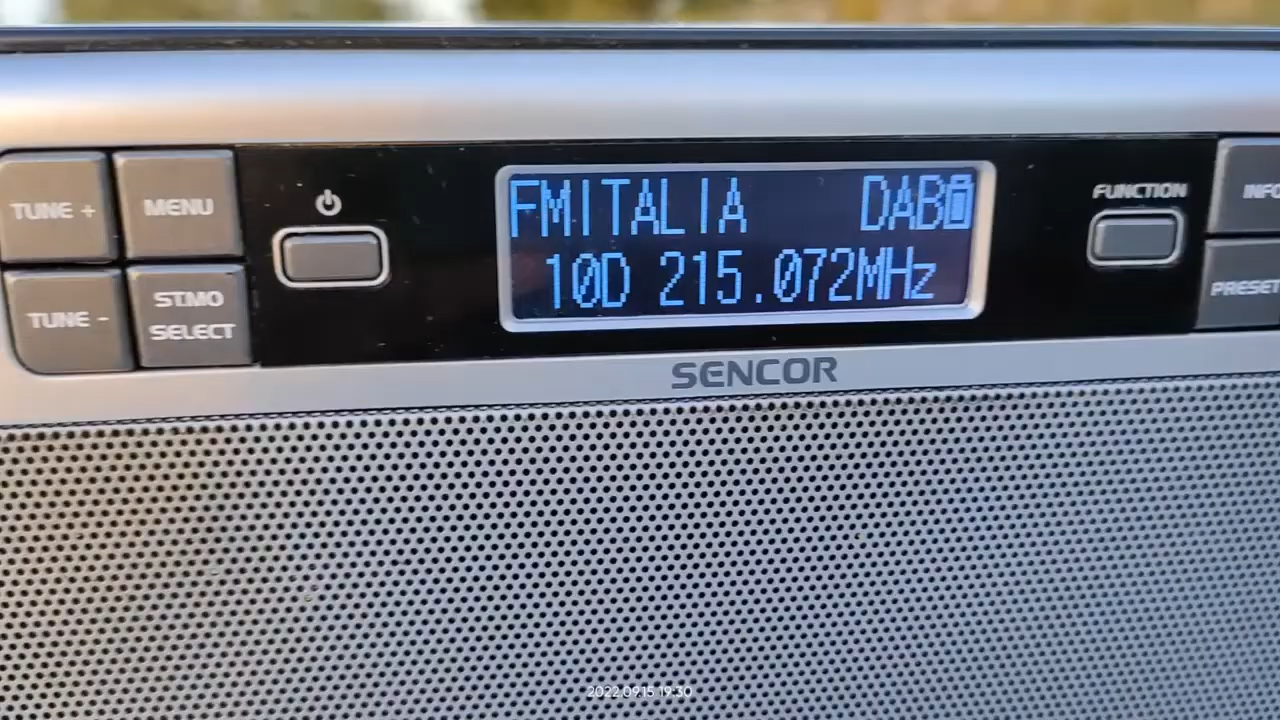 TUNE +
MENU
TUNE -
ST.MO
SELECT
FMITALIA DAB
10D 215.072MHz
FUNCTION
INFO
PRESET
SENCOR
2022.09.15 19:30